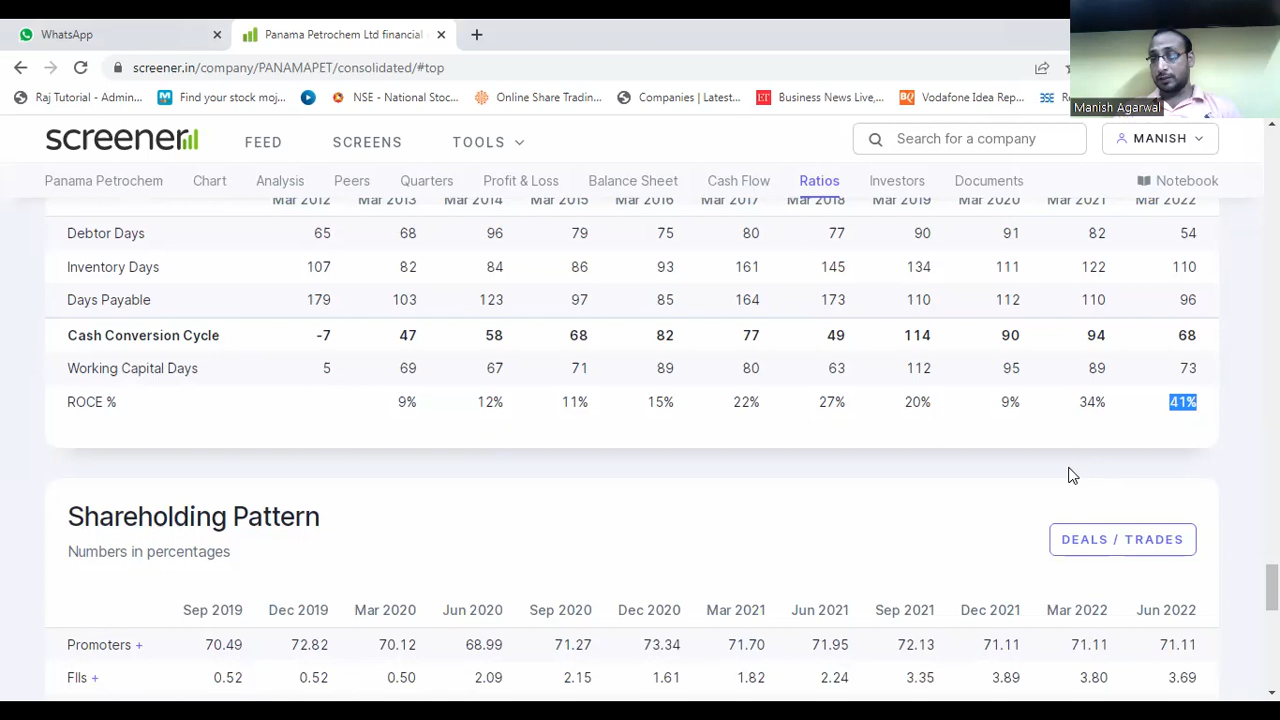 WhatsApp
Panama Petrochem Ltd financial
screener.in/company/PANAMAPET/consolidated/#top
Raj Tutorial - Admin... Find your stock moj... NSE - National Stoc... Online Share Tradin... Companies | Latest... ET Business News Live,... BQ Vodafone Idea Rep...
Manish Agarwal
screener FEED SCREENS TOOLS Search for a company MANISH
Panama Petrochem Chart Analysis Peers Quarters Profit & Loss Balance Sheet Cash Flow Ratios Investors Documents Notebook
Mar 2012 Mar 2013 Mar 2014 Mar 2015 Mar 2016 Mar 2017 Mar 2018 Mar 2019 Mar 2020 Mar 2021 Mar 2022
Debtor Days 65 68 96 79 75 80 77 90 91 82 54
Inventory Days 107 82 84 86 93 161 145 134 111 122 110
Days Payable 179 103 123 97 85 164 173 110 112 110 96
Cash Conversion Cycle -7 47 58 68 82 77 49 114 90 94 68
Working Capital Days 5 69 67 71 89 80 63 112 95 89 73
ROCE % 9% 12% 11% 15% 22% 27% 20% 9% 34% 41%
Shareholding Pattern
Numbers in percentages
DEALS / TRADES
Sep 2019 Dec 2019 Mar 2020 Jun 2020 Sep 2020 Dec 2020 Mar 2021 Jun 2021 Sep 2021 Dec 2021 Mar 2022 Jun 2022
Promoters + 70.49 72.82 70.12 68.99 71.27 73.34 71.70 71.95 72.13 71.11 71.11 71.11
FIIs + 0.52 0.52 0.50 2.09 2.15 1.61 1.82 2.24 3.35 3.89 3.80 3.69